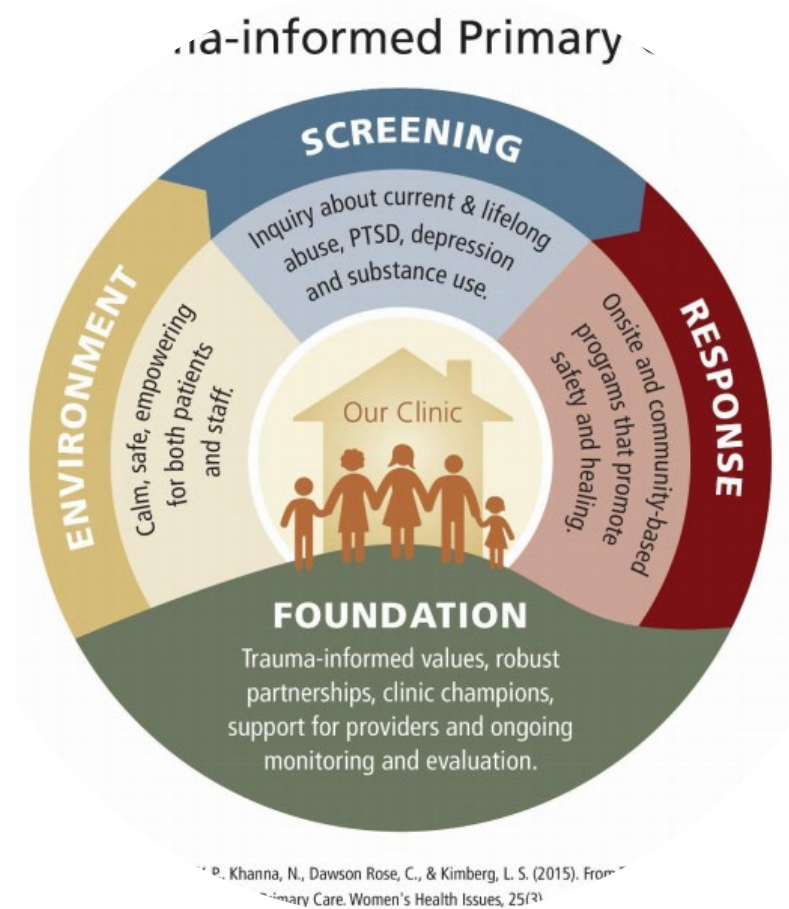 -informed Primary
SCREENING
Inquiry about current & lifelong
abuse, PTSD, depression
and substance use.
ENVIRONMENT
Calm, safe, empowering
for both patients
and staff.
RESPONSE
Onsite and community-based
programs that promote
safety and healing.
Our Clinic
FOUNDATION
Trauma-informed values, robust
partnerships, clinic champions,
support for providers and ongoing
monitoring and evaluation.
Khanna, N., Dawson Rose, C., & Kimberg, L. S. (2015). From
Primary Care. Women's Health Issues, 25(3)